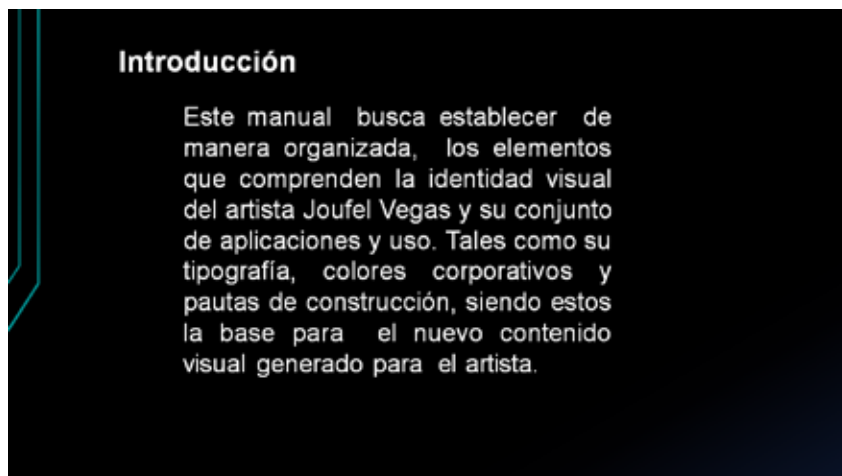 Introducción
Este manual busca establecer de
manera organizada, los elementos
que comprenden la identidad visual
del artista Joufel Vegas y su conjunto
de aplicaciones y uso. Tales como su
tipografía, colores corporativos y
pautas de construcción, siendo estos
la base para el nuevo contenido
visual generado para el artista.